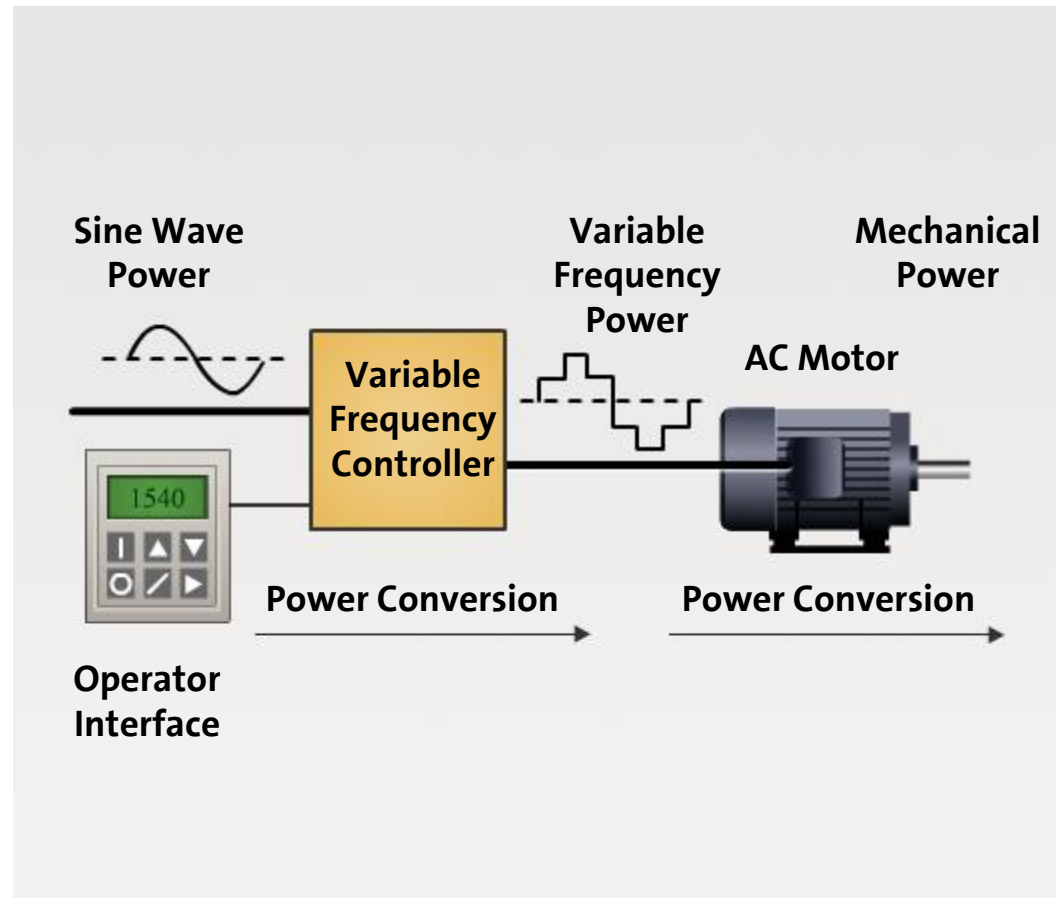 Sine Wave
Power
Variable
Frequency
Power
Mechanical
Power
AC Motor
Variable
Frequency
Controller
1540
Power Conversion
Power Conversion
Operator
Interface